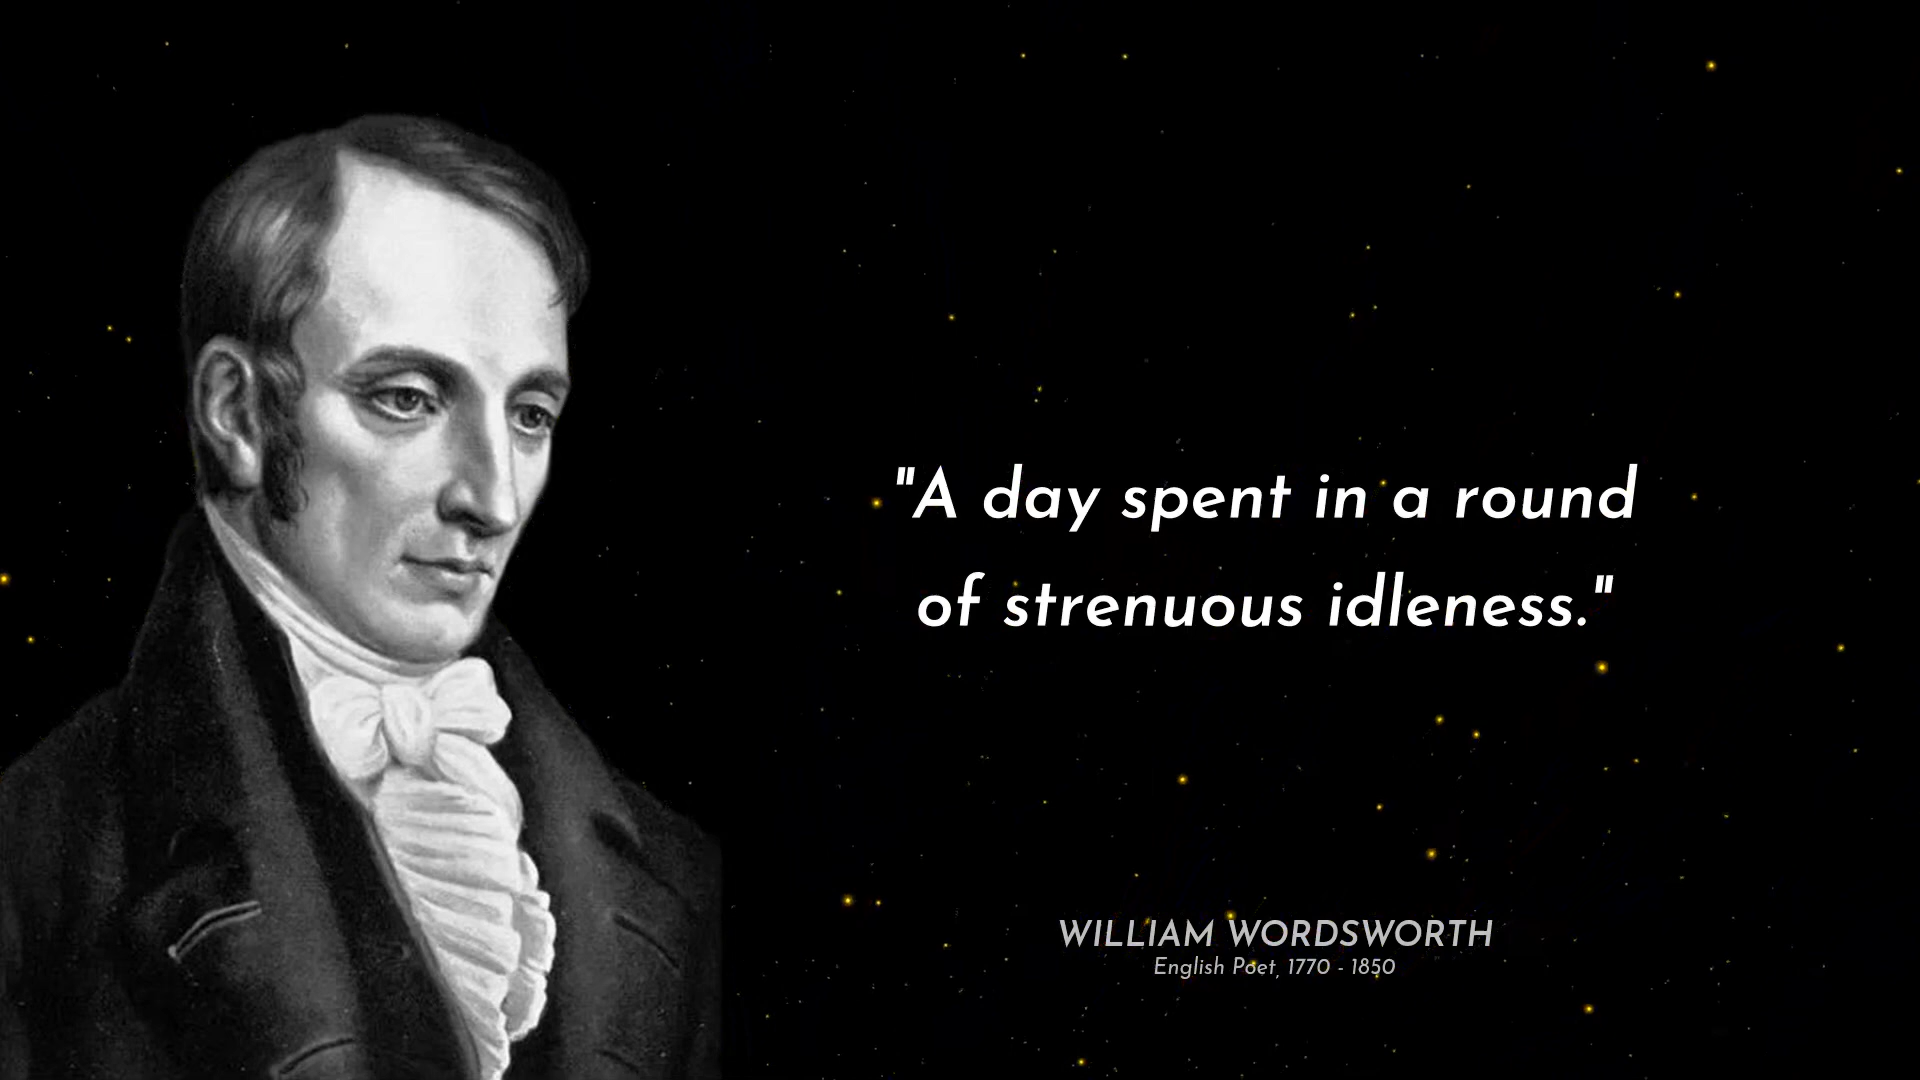 "A day spent in a round
of strenuous idleness."
WILLIAM WORDSWORTH
English Poet, 1770 - 1850